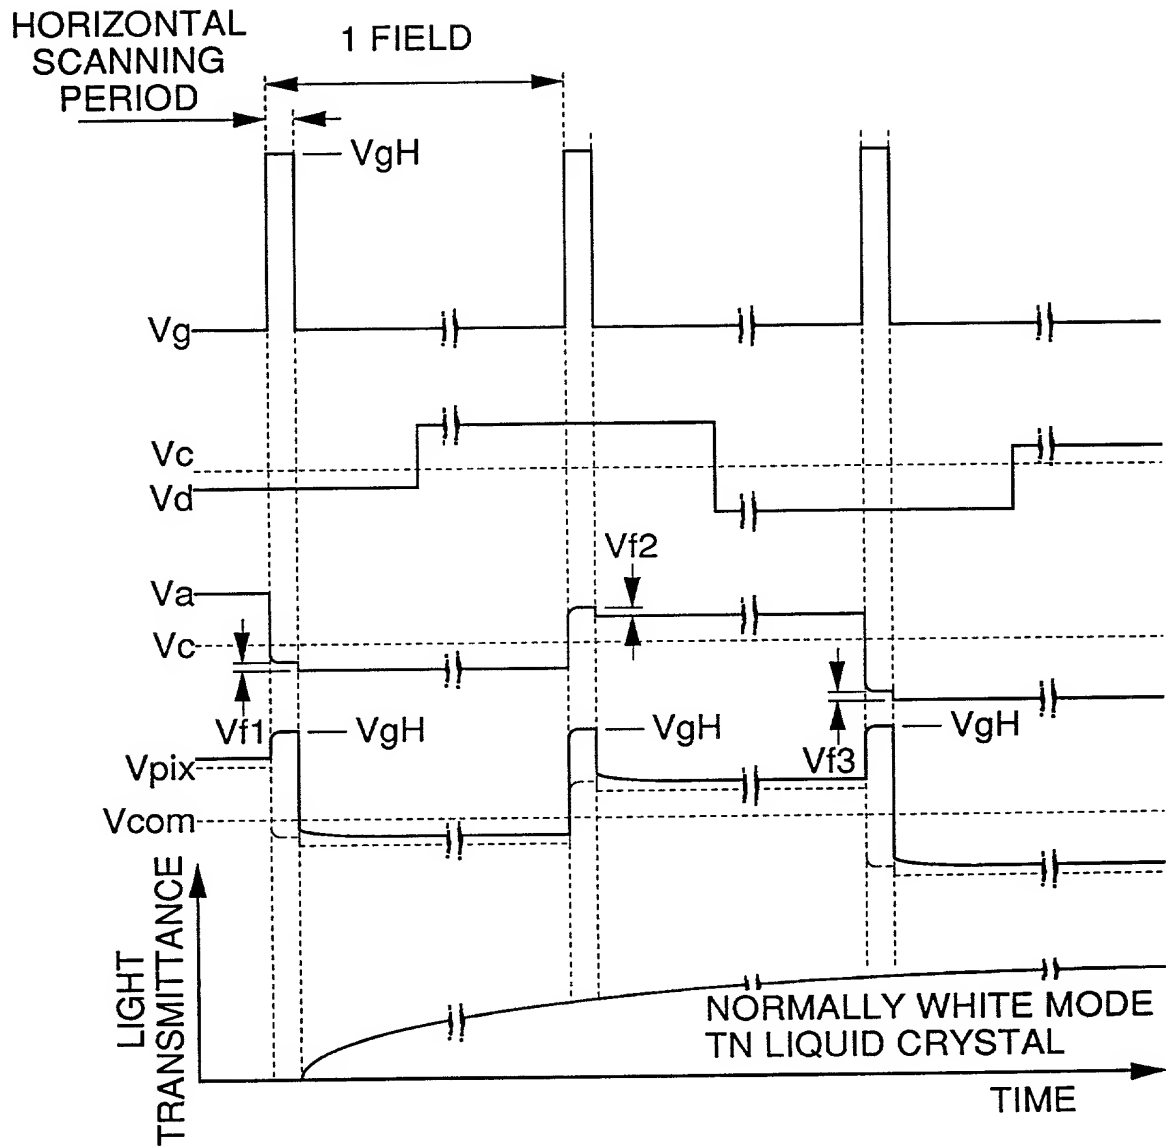 HORIZONTAL
SCANNING
PERIOD
1 FIELD
VgH
Vg
Vc
Vd
Vf2
Va
Vc
Vf1
VgH
VgH
VgH
Vf3
Vpix
Vcom
LIGHT
TRANSMITTANCE
NORMALLY WHITE MODE
TN LIQUID CRYSTAL
TIME